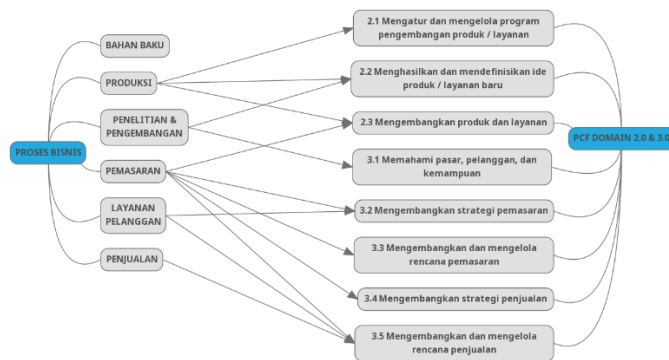 PROSES BISNIS
BAHAN BAKU
PRODUKSI
PENELITIAN &
PENGEMBANGAN
PEMASARAN
LAYANAN
PELANGGAN
PENJUALAN
2.1 Mengatur dan mengelola program
pengembangan produk / layanan
2.2 Menghasilkan dan mendefinisikan ide
produk / layanan baru
2.3 Mengembangkan produk dan layanan
3.1 Memahami pasar, pelanggan, dan
kemampuan
3.2 Mengembangkan strategi pemasaran
3.3 Mengembangkan dan mengelola
rencana pemasaran
3.4 Mengembangkan strategi penjualan
3.5 Mengembangkan dan mengelola
rencana penjualan
PCF DOMAIN 2.0 & 3.0